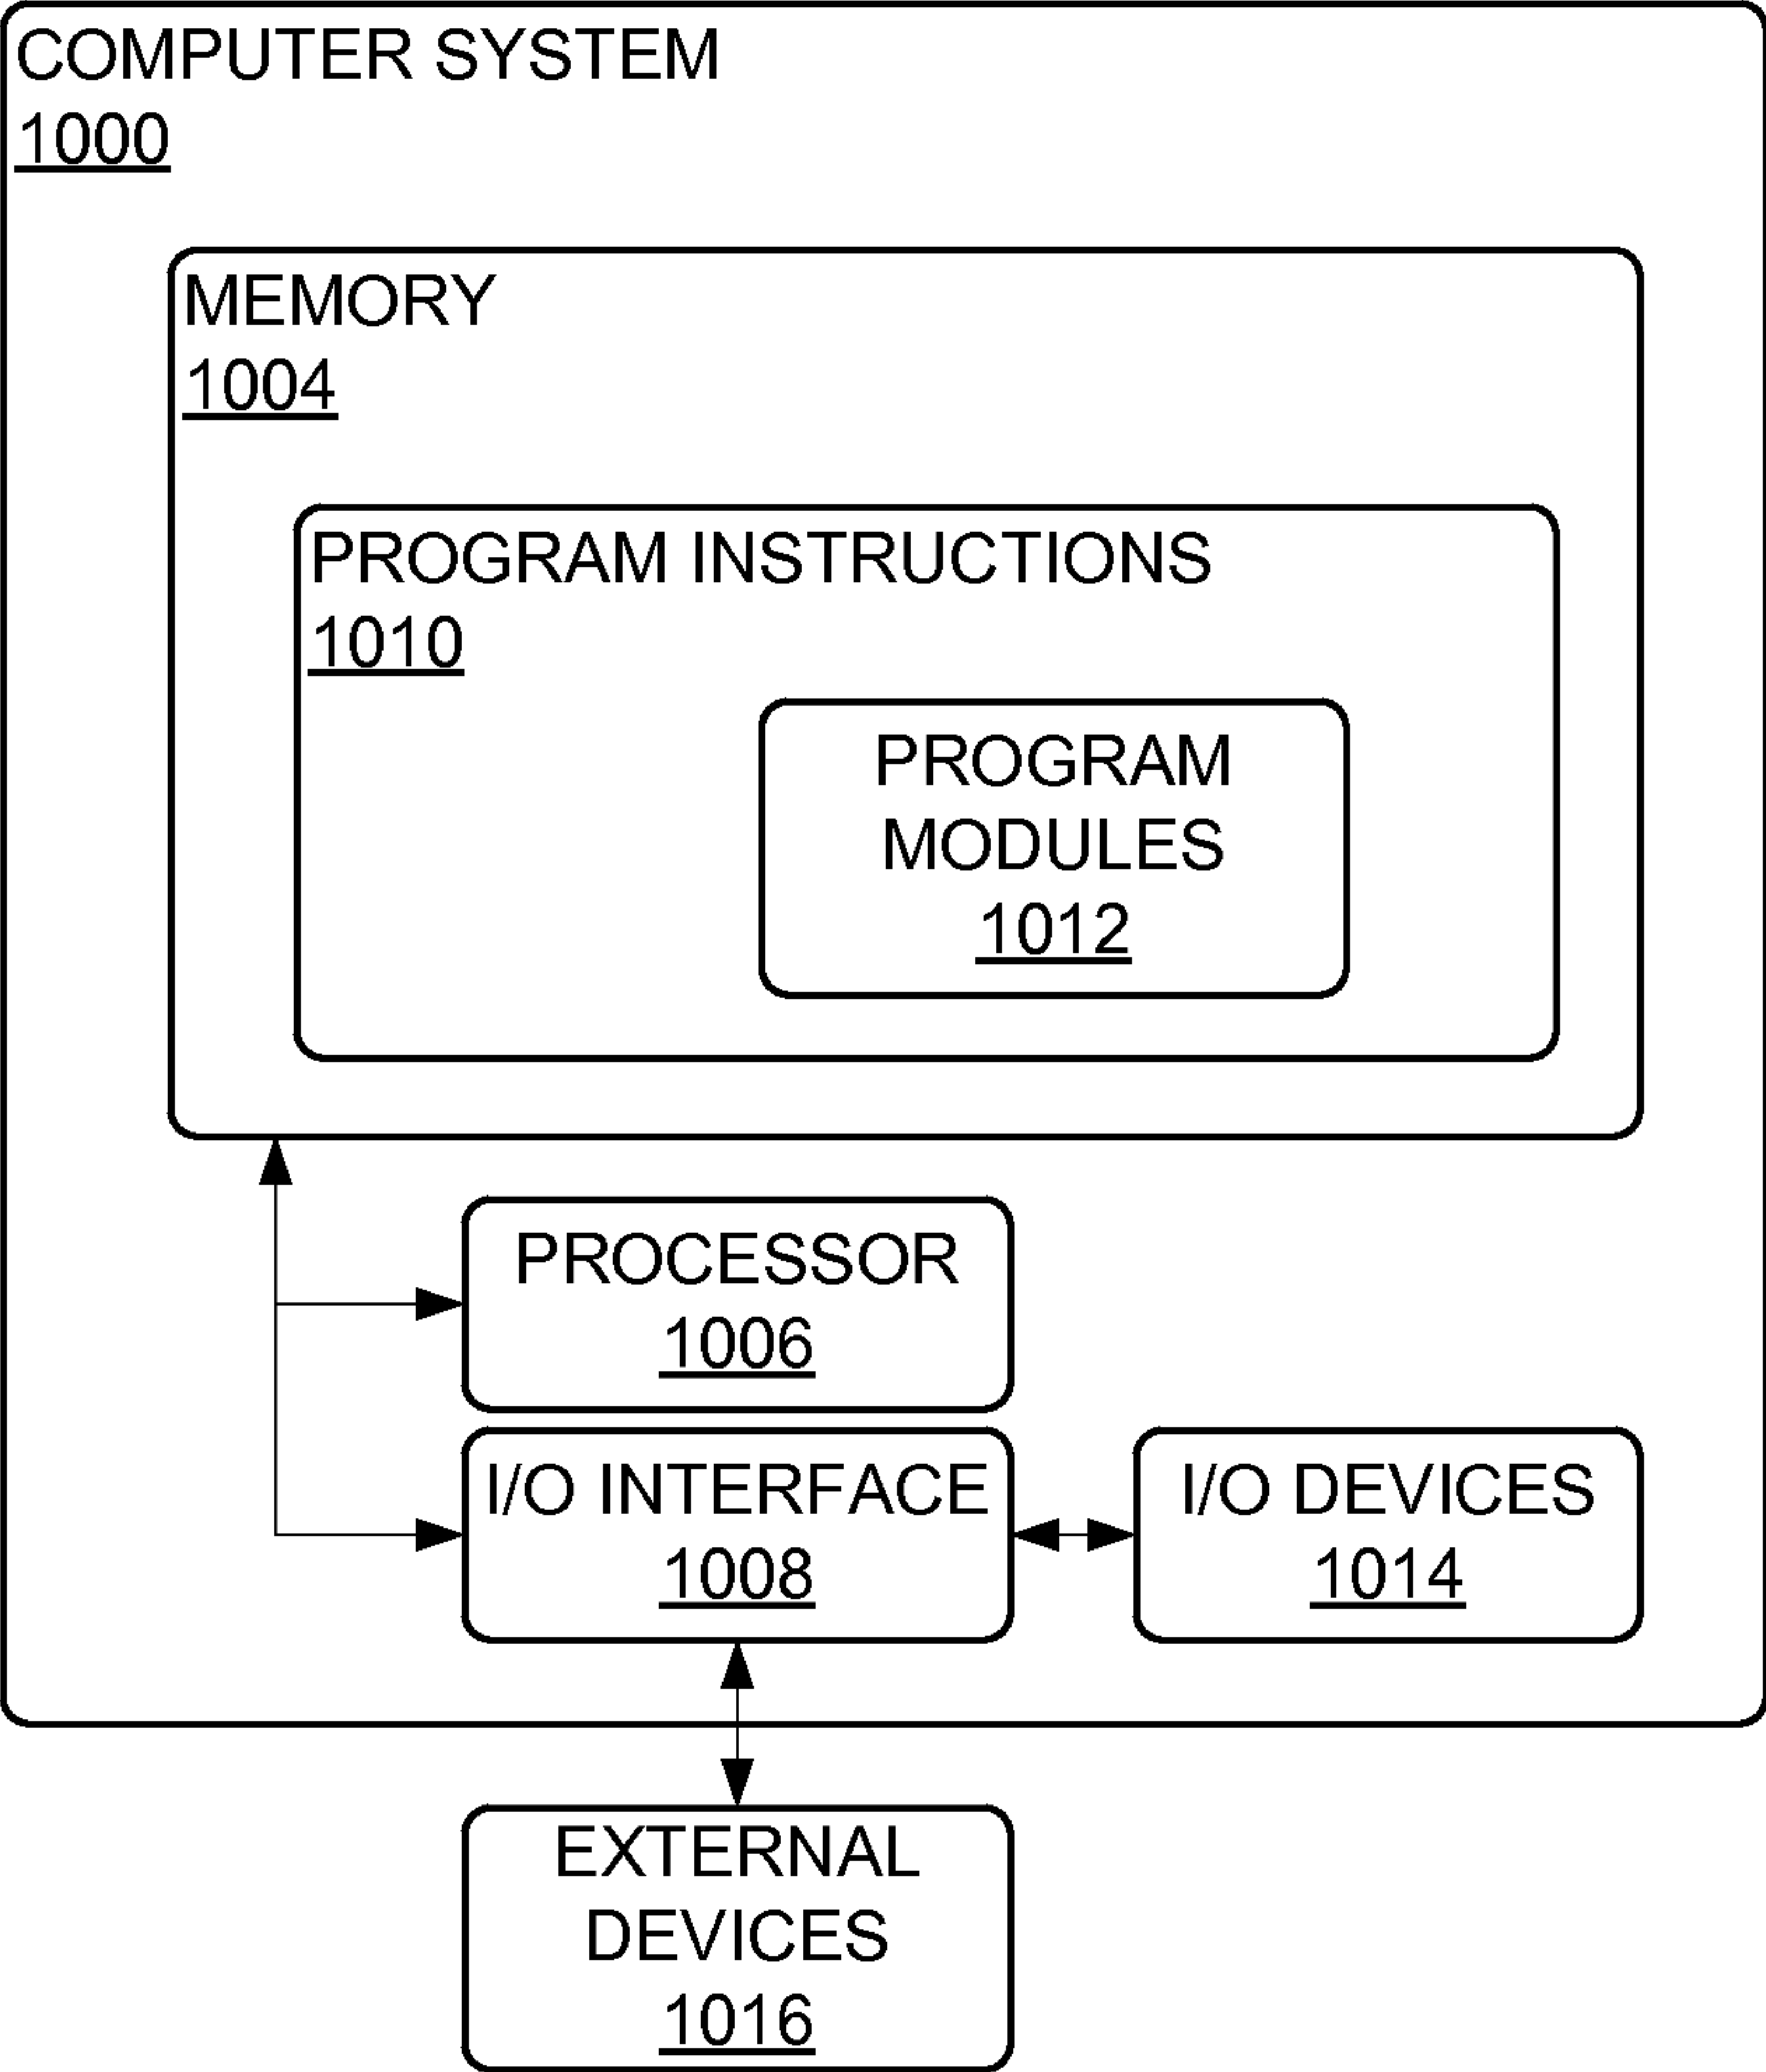 COMPUTER SYSTEM
1000
MEMORY
1004
PROGRAM INSTRUCTIONS
1010
PROGRAM
MODULES
1012
PROCESSOR
1006
I/O INTERFACE
1008
I/O DEVICES
1014
EXTERNAL
DEVICES
1016